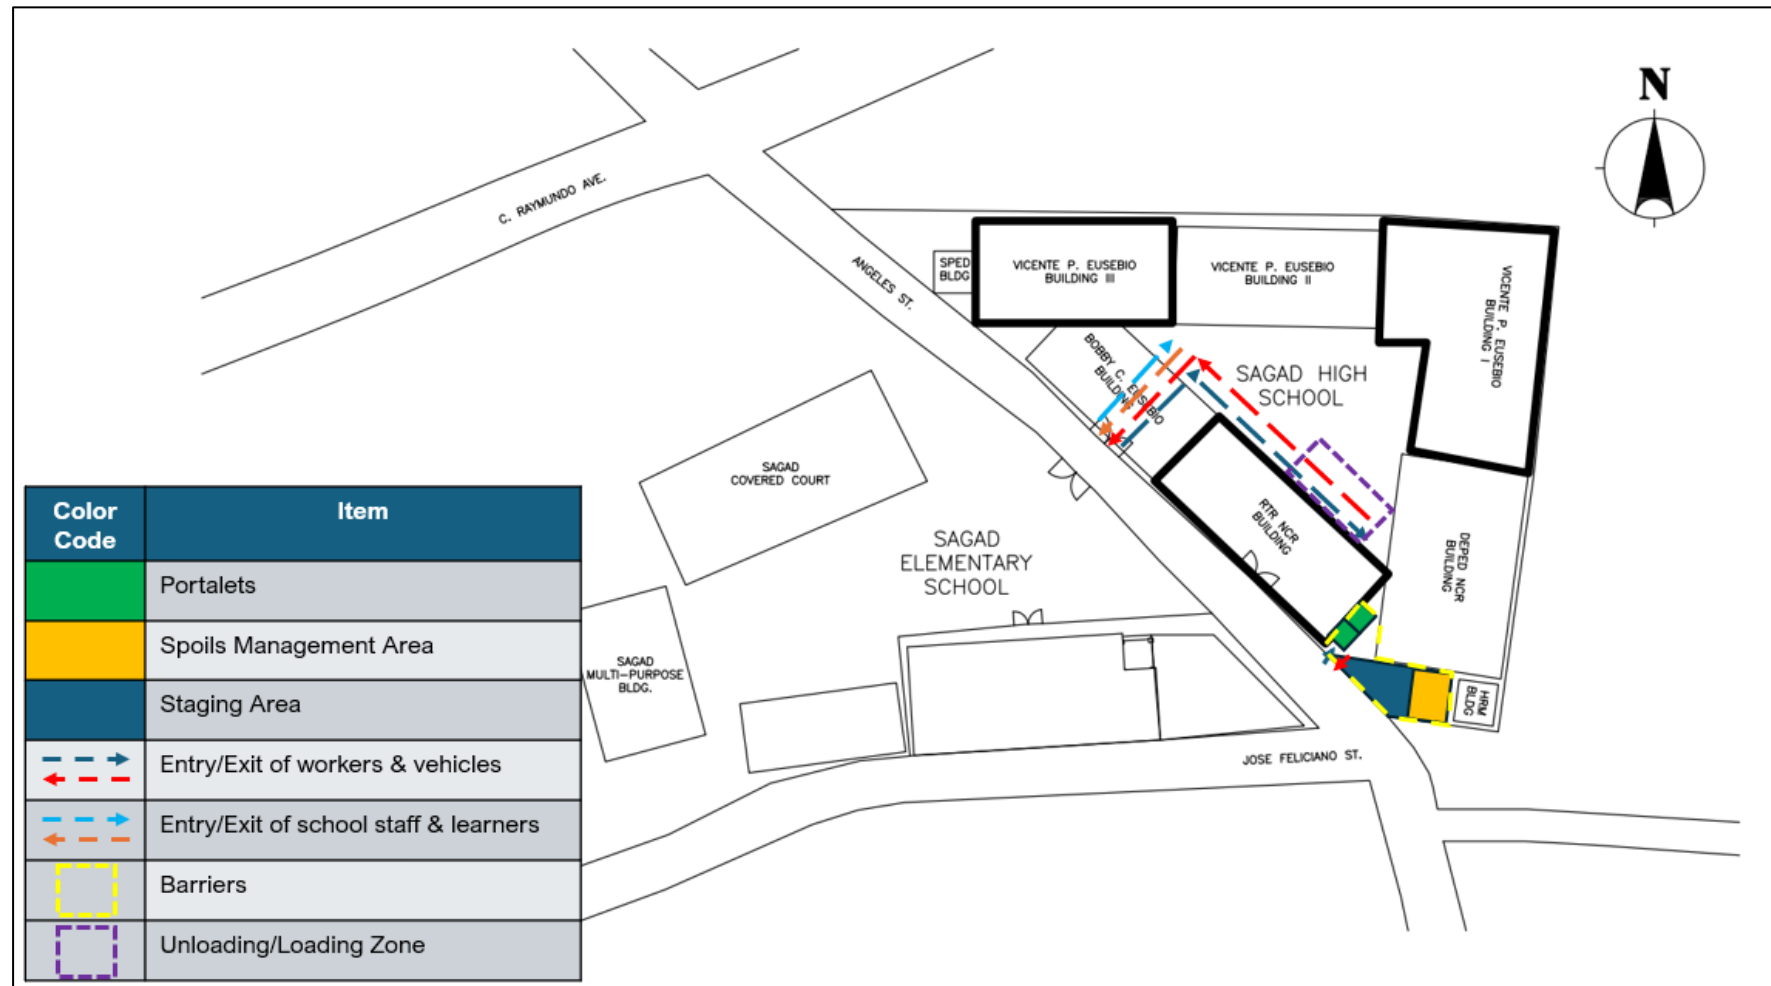 N
C. RAYMUNDO AVE.
ANGELES ST.
SPED
BLDG
VICENTE P. EUSEBIO
BUILDING III
VICENTE P. EUSEBIO
BUILDING II
VICENTE P. EUSEBIO
BUILDING I
BOBBY C. EUSEBIO
BUILDING
SAGAD HIGH
SCHOOL
SAGAD
COVERED COURT
RTR NCR
BUILDING
DEPED NCR
BUILDING
SAGAD
ELEMENTARY
SCHOOL
SAGAD
MULTI-PURPOSE
BLDG.
HRM
BLDG
JOSE FELICIANO ST.
Color
Code
Item
Portalets
Spoils Management Area
Staging Area
Entry/Exit of workers & vehicles
Entry/Exit of school staff & learners
Barriers
Unloading/Loading Zone